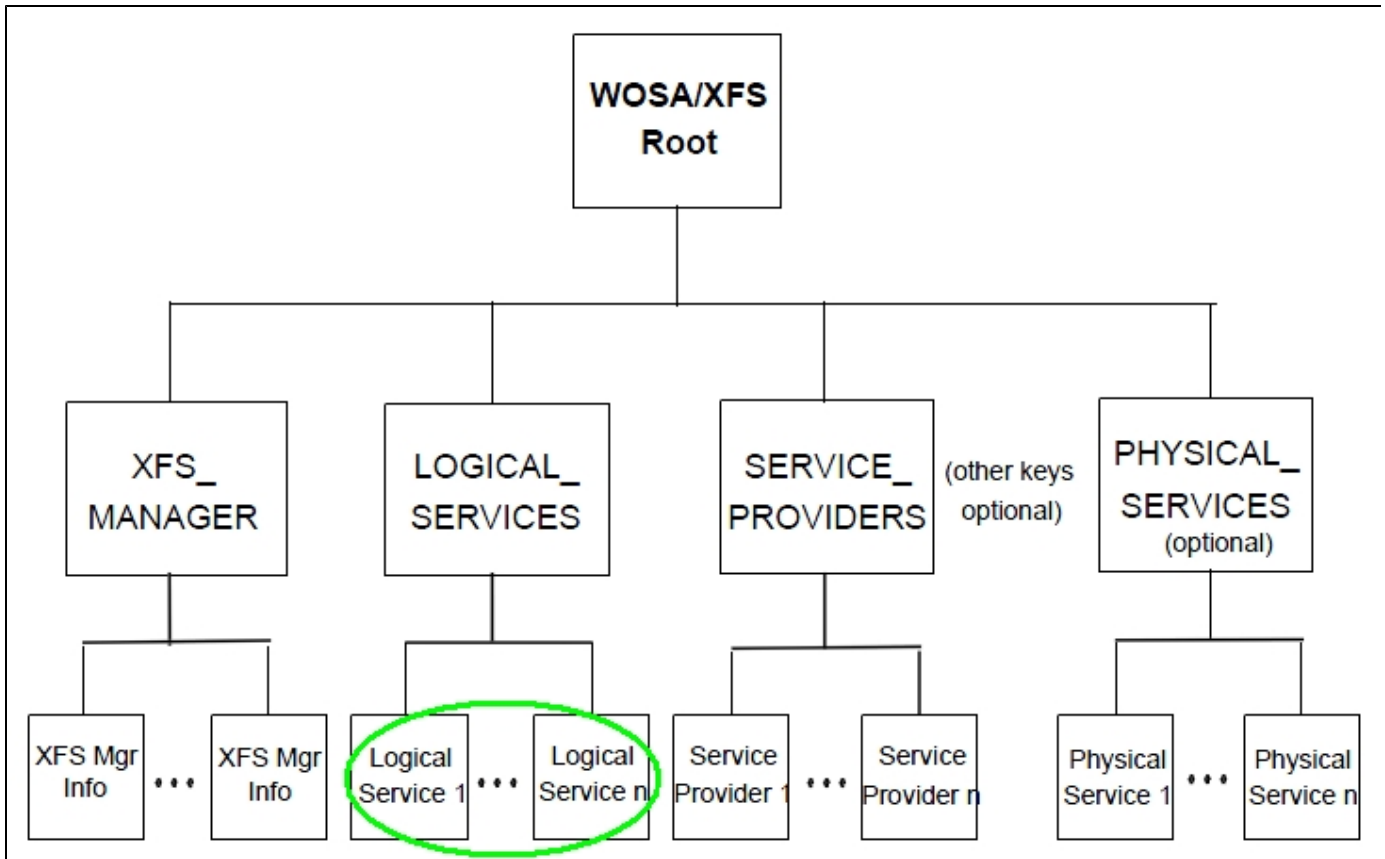 WOSA/XFS
Root
XFS_
MANAGER
LOGICAL_
SERVICES
SERVICE_
PROVIDERS
(other keys
optional)
PHYSICAL_
SERVICES
(optional)
XFS Mgr
Info
•••
XFS Mgr
Info
Logical
Service 1
•••
Logical
Service n
Service
Provider 1
•••
Service
Provider n
Physical
Service 1
•••
Physical
Service n